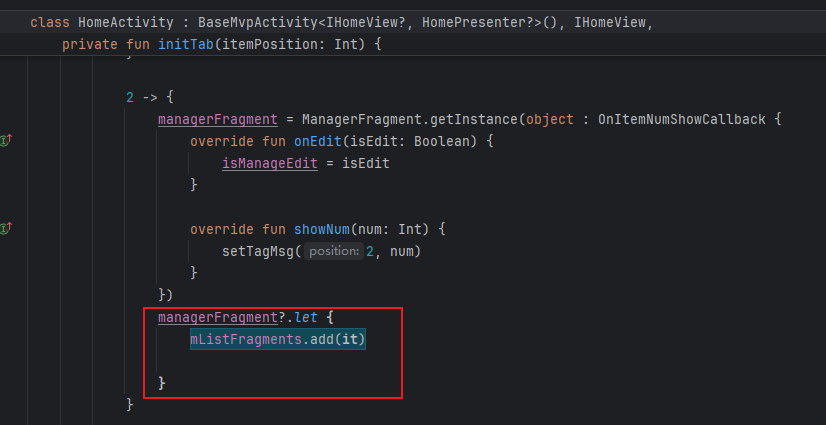 class HomeActivity : BaseMvpActivity<IHomeView?, HomePresenter?>(), IHomeView,
private fun initTab(itemPosition: Int) {
}
2 -> {
managerFragment = ManagerFragment.getInstance(object : OnItemNumShowCallback {
override fun onEdit(isEdit: Boolean) {
isManageEdit = isEdit
}
override fun showNum(num: Int) {
setTagMsg( position: 2, num)
}
})
managerFragment?.let {
mListFragments.add(it)
}
}